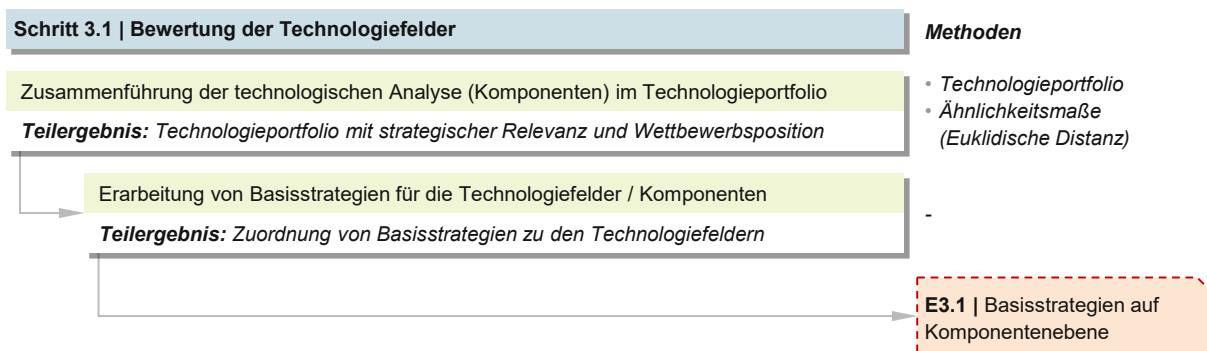 Schritt 3.1 | Bewertung der Technologiefelder
Methoden
Zusammenführung der technologischen Analyse (Komponenten) im Technologieportfolio
Teilergebnis: Technologieportfolio mit strategischer Relevanz und Wettbewerbsposition
• Technologieportfolio
• Ähnlichkeitsmaße
(Euklidische Distanz)
Erarbeitung von Basisstrategien für die Technologiefelder / Komponenten
Teilergebnis: Zuordnung von Basisstrategien zu den Technologiefeldern
-
E3.1 | Basisstrategien auf
Komponentenebene